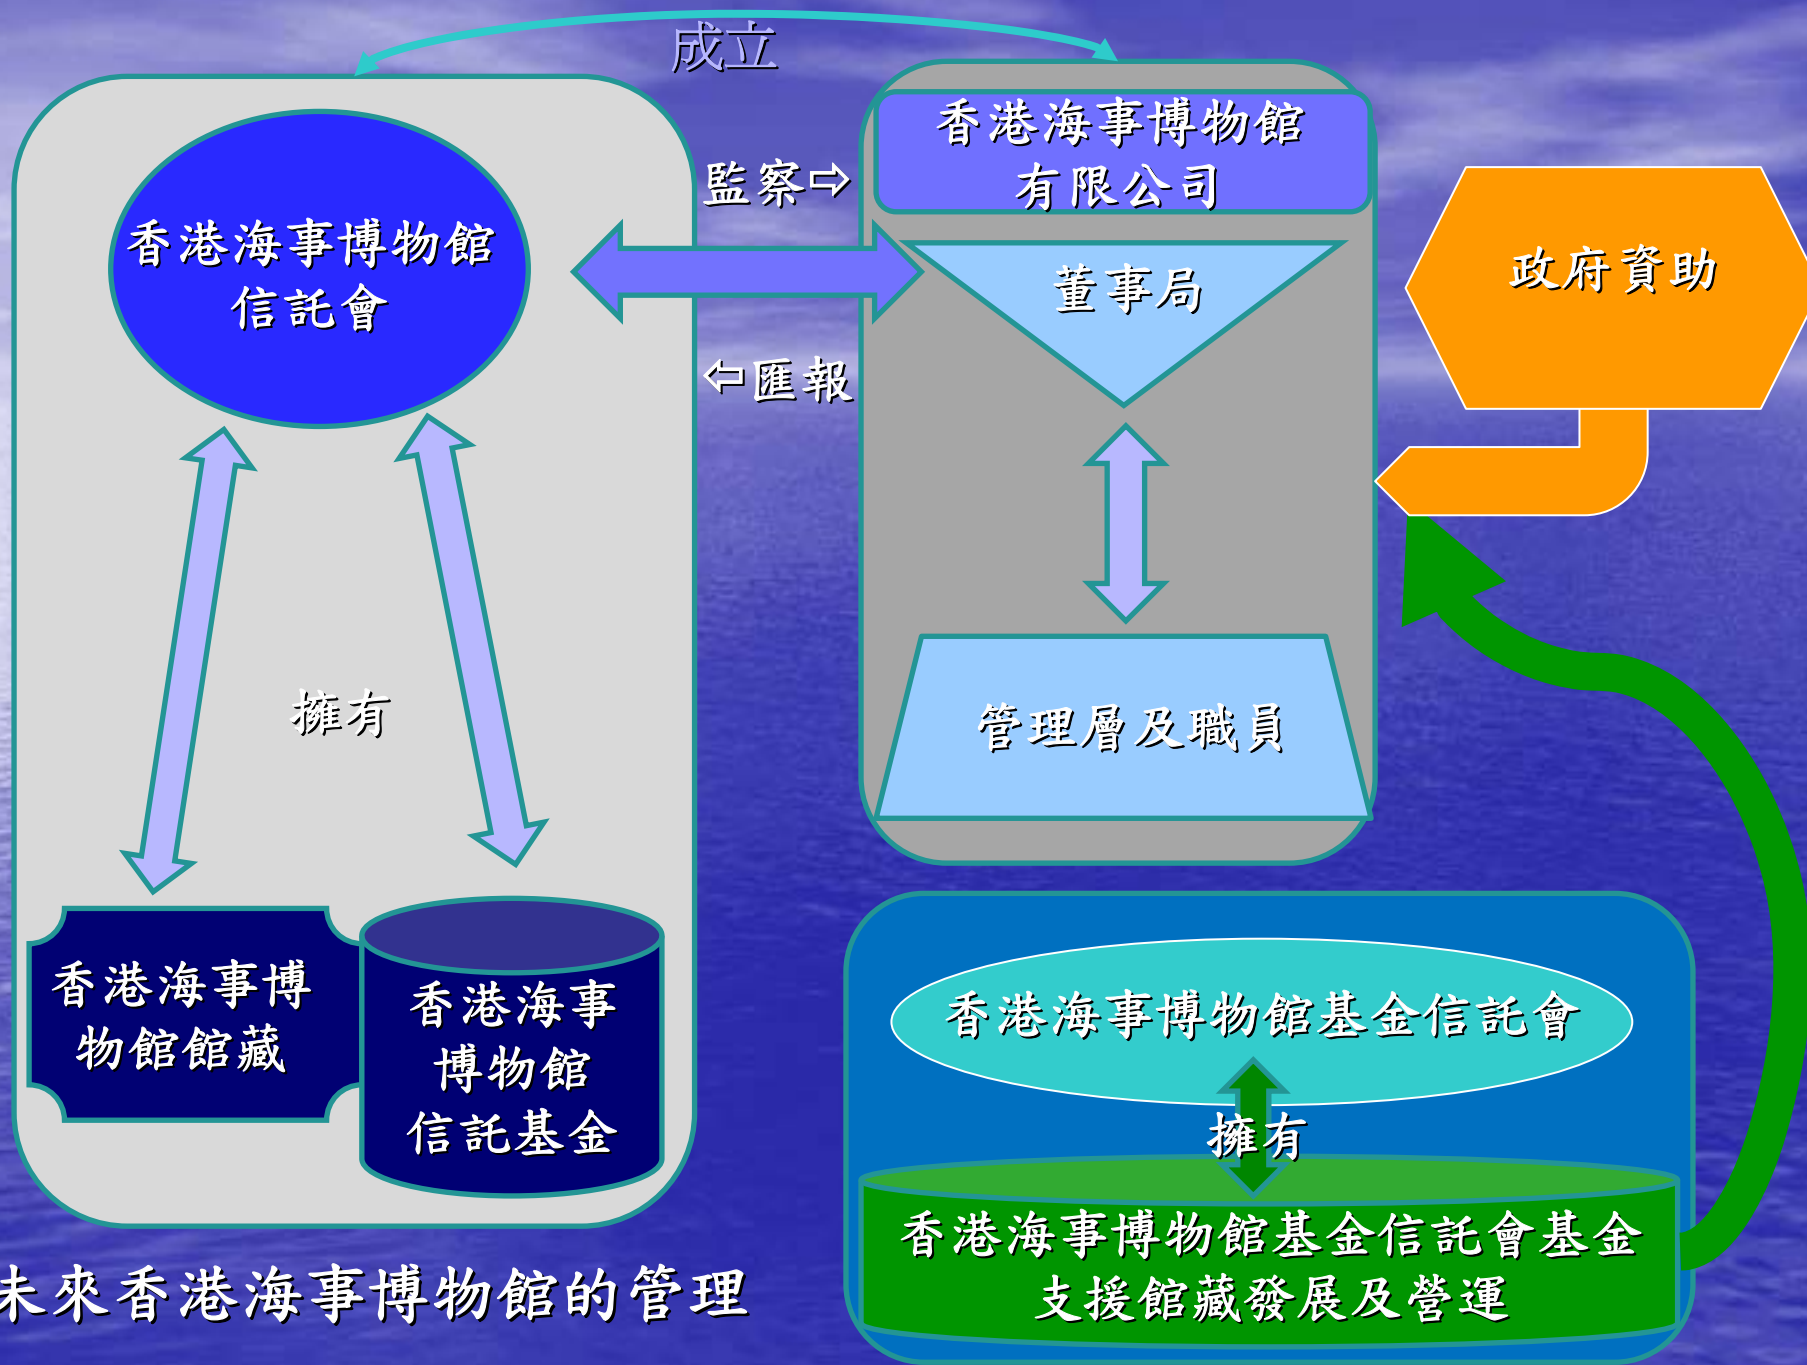 成立
香港海事博物館
信託會
監察⇨
⇦匯報
香港海事博物館
有限公司
董事局
管理層及職員
政府資助
擁有
香港海事博
物館館藏
香港海事
博物館
信託基金
香港海事博物館基金信託會
擁有
香港海事博物館基金信託會基金
支援館藏發展及營運
未來香港海事博物館的管理